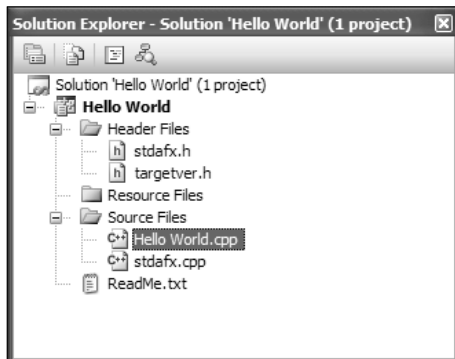 Solution Explorer - Solution 'Hello World' (1 project)
Solution 'Hello World' (1 project)
Hello World
Header Files
h stdafx.h
h targetver.h
Resource Files
Source Files
C++ Hello World.cpp
C++ stdafx.cpp
ReadMe.txt